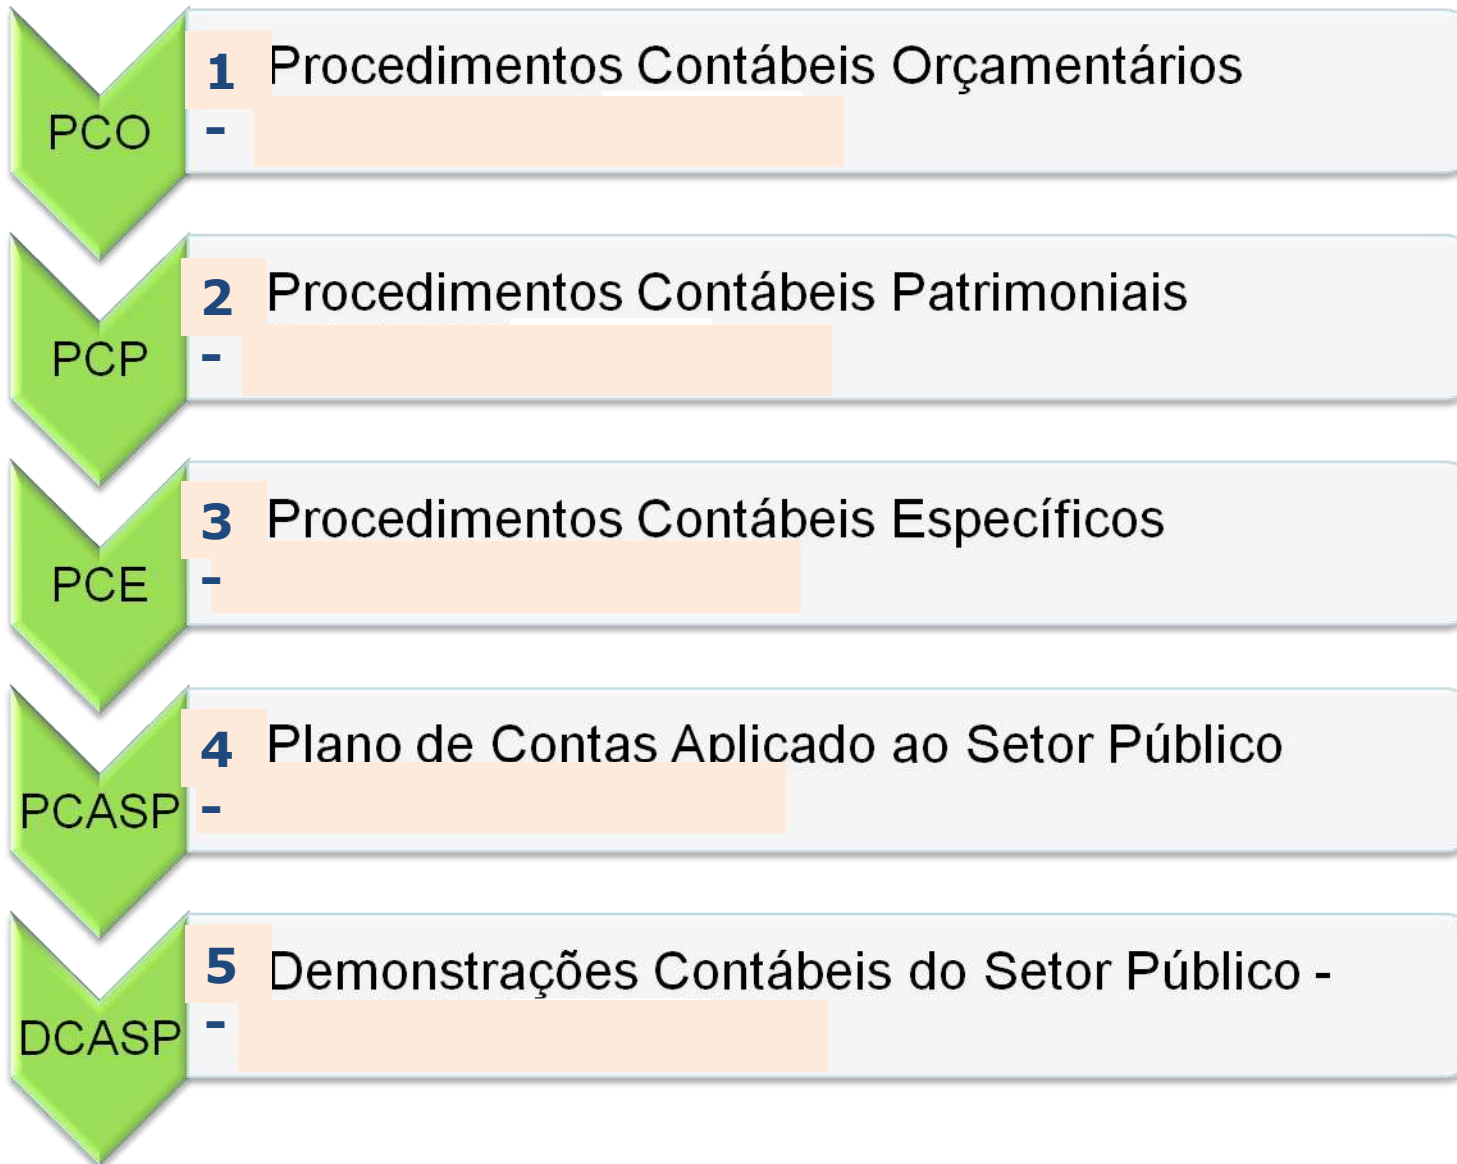 PCO
1 Procedimentos Contábeis Orçamentários
-
PCP
2 Procedimentos Contábeis Patrimoniais
-
PCE
3 Procedimentos Contábeis Específicos
-
PCASP
4 Plano de Contas Aplicado ao Setor Público
-
DCASP
5 Demonstrações Contábeis do Setor Público -
-